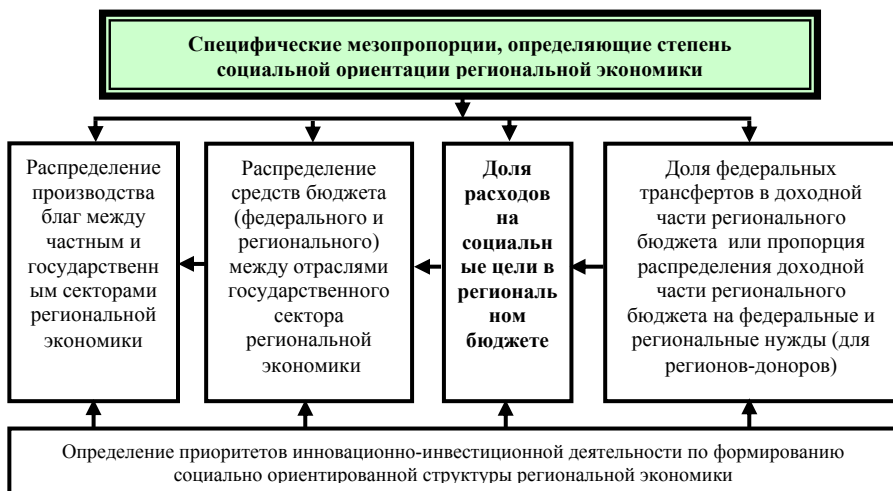 Специфические мезопропорции, определяющие степень
социальной ориентации региональной экономики
Распределение
производства
благ между
частным и
государственн
ым секторами
региональной
экономики
Распределение
средств бюджета
(федерального и
регионального)
между отраслями
государственного
сектора
региональной
экономики
Доля
расходов
на
социальн
ые цели в
региональ
ном
бюджете
Доля федеральных
трансфертов в доходной
части регионального
бюджета или пропорция
распределения доходной
части регионального
бюджета на федеральные и
региональные нужды (для
регионов-доноров)
Определение приоритетов инновационно-инвестиционной деятельности по формированию
социально ориентированной структуры региональной экономики